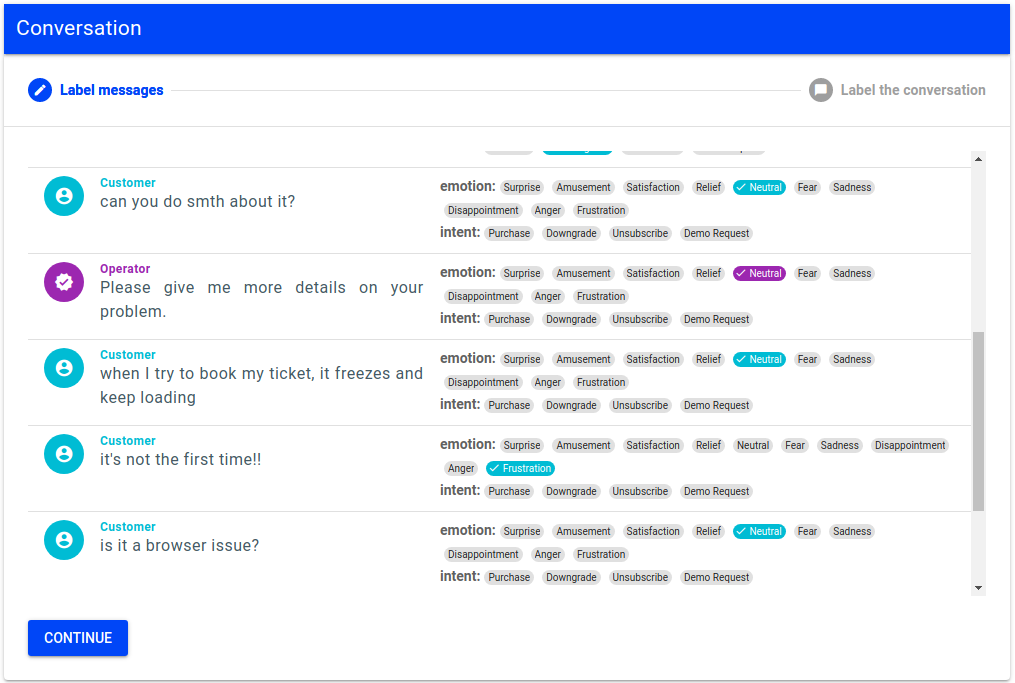 Conversation
Label messages
Label the conversation
Customer
can you do smth about it?
emotion: Surprise Amusement Satisfaction Relief Neutral Fear Sadness
Disappointment Anger Frustration
intent: Purchase Downgrade Unsubscribe Demo Request
Operator
Please give me more details on your
problem.
emotion: Surprise Amusement Satisfaction Relief Neutral Fear Sadness
Disappointment Anger Frustration
intent: Purchase Downgrade Unsubscribe Demo Request
Customer
when I try to book my ticket, it freezes and
keep loading
emotion: Surprise Amusement Satisfaction Relief Neutral Fear Sadness
Disappointment Anger Frustration
intent: Purchase Downgrade Unsubscribe Demo Request
Customer
it's not the first time!!
emotion: Surprise Amusement Satisfaction Relief Neutral Fear Sadness Disappointment
Anger Frustration
intent: Purchase Downgrade Unsubscribe Demo Request
Customer
is it a browser issue?
emotion: Surprise Amusement Satisfaction Relief Neutral Fear Sadness
Disappointment Anger Frustration
intent: Purchase Downgrade Unsubscribe Demo Request
CONTINUE